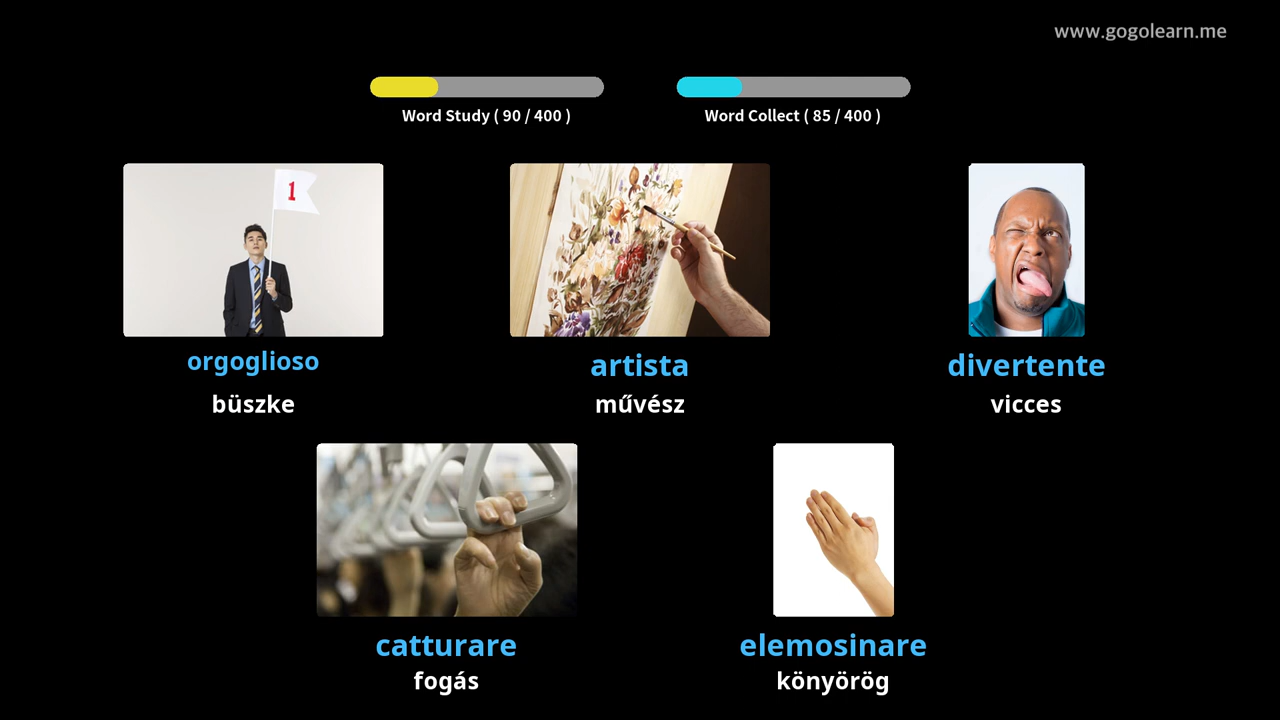 www.gogolearn.me
Word Study ( 90 / 400 )
Word Collect ( 85 / 400 )
1
orgoglioso
büszke
artista
művész
divertente
vicces
catturare
fogás
elemosinare
könyörög